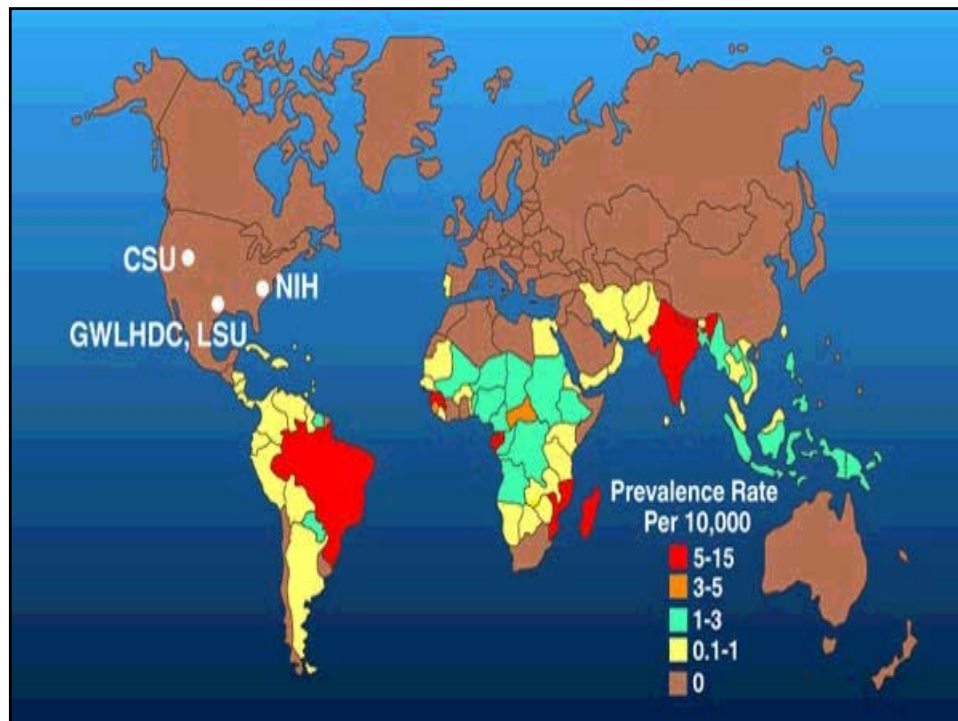 CSU
NIH
GWLHDC, LSU
Prevalence Rate
Per 10,000
5-15
3-5
1-3
0.1-1
0